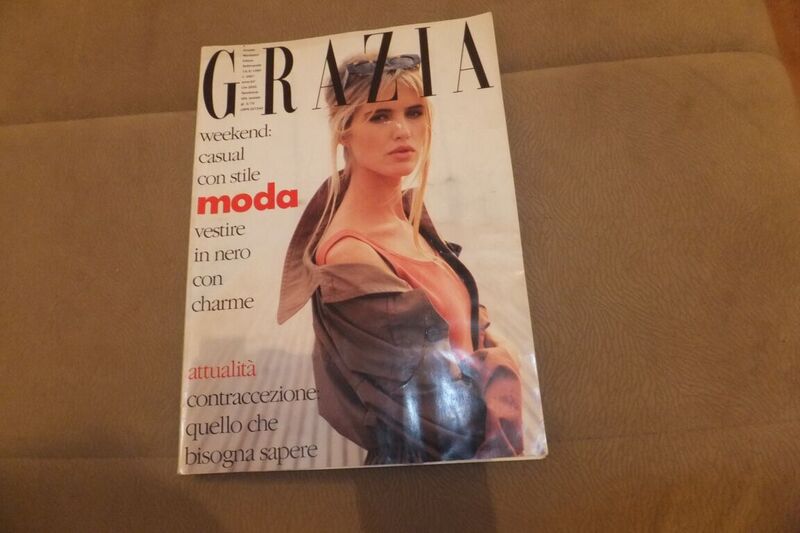 GRAZIA
weekend:
casual
con stile
moda
vestire
in nero
con
charme
attualità
contraccezione:
quello che
bisogna sapere